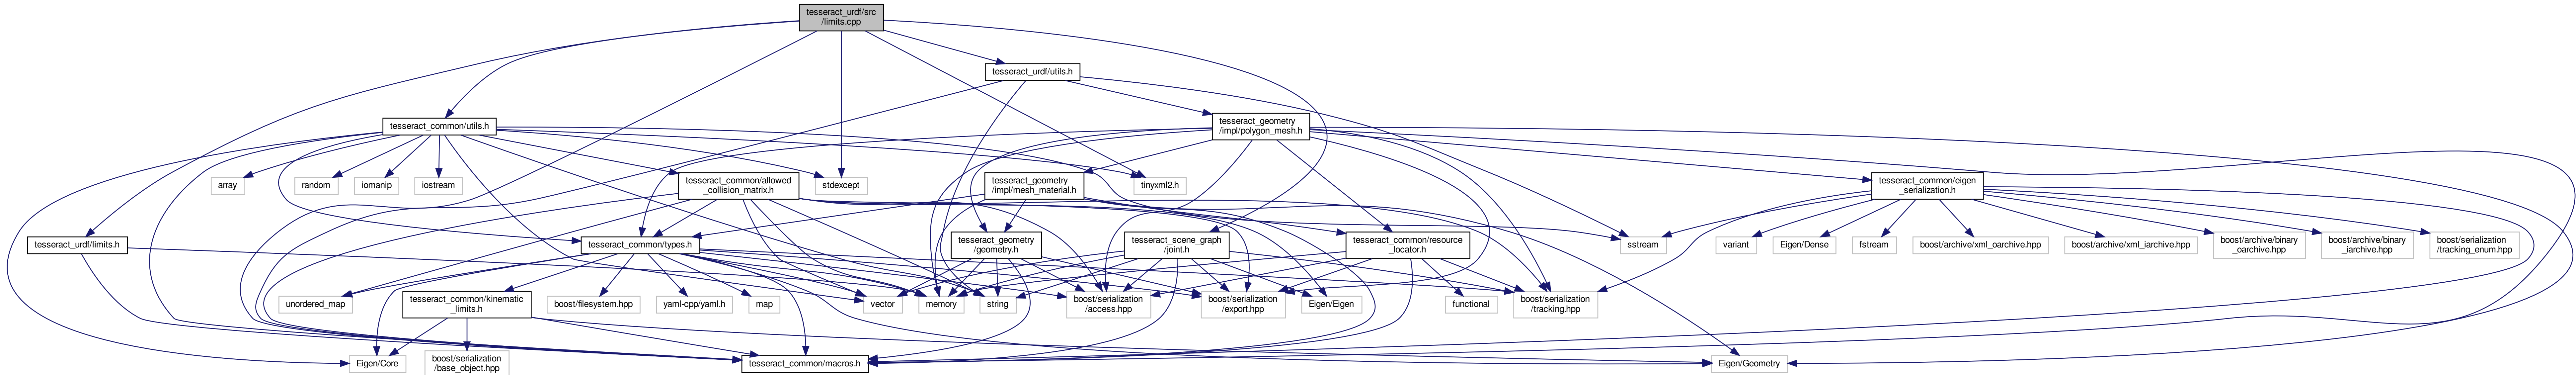 tesseract_urdf/src
/limits.cpp
tesseract_urdf/utils.h
tesseract_common/utils.h
tesseract_geometry
/impl/polygon_mesh.h
array
random
iomanip
iostream
tesseract_common/allowed
_collision_matrix.h
stdexcept
tesseract_geometry
/impl/mesh_material.h
tinyxml2.h
tesseract_common/eigen
_serialization.h
tesseract_urdf/limits.h
tesseract_common/types.h
tesseract_geometry
/geometry.h
tesseract_scene_graph
/joint.h
tesseract_common/resource
_locator.h
sstream
variant
Eigen/Dense
fstream
boost/archive/xml_oarchive.hpp
boost/archive/xml_iarchive.hpp
boost/archive/binary
_oarchive.hpp
boost/archive/binary
_iarchive.hpp
boost/serialization
/tracking_enum.hpp
unordered_map
tesseract_common/kinematic
_limits.h
boost/filesystem.hpp
yaml-cpp/yaml.h
map
vector
memory
string
boost/serialization
/access.hpp
boost/serialization
/export.hpp
Eigen/Eigen
functional
boost/serialization
/tracking.hpp
Eigen/Core
boost/serialization
/base_object.hpp
tesseract_common/macros.h
Eigen/Geometry